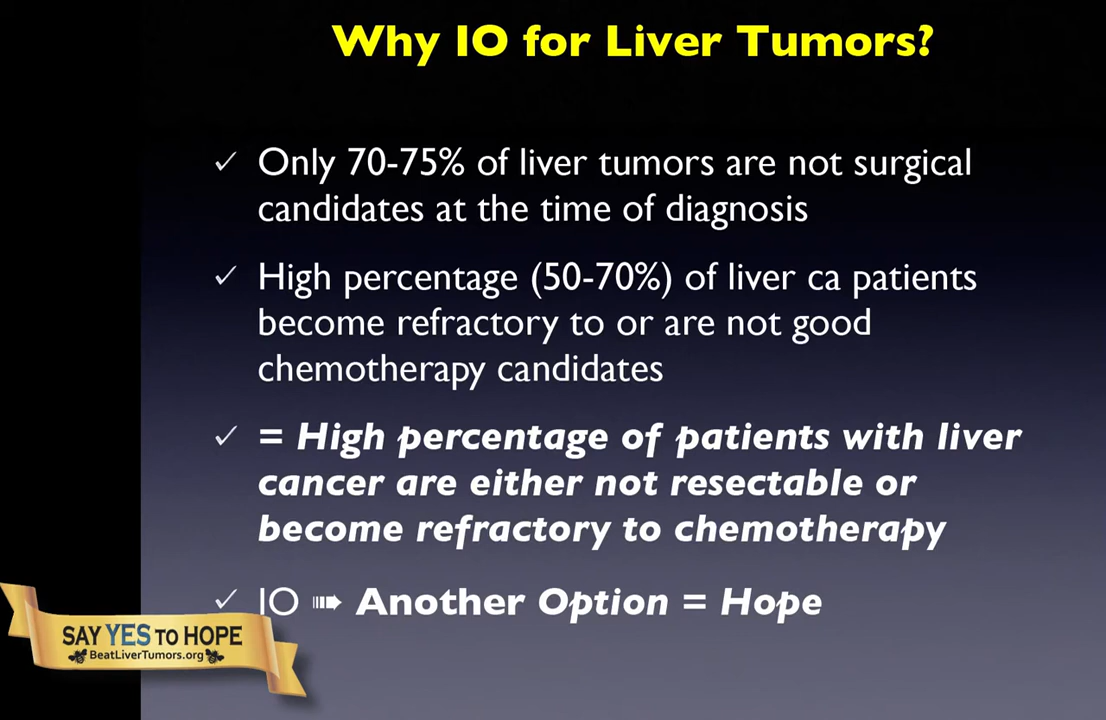 Why IO for Liver Tumors?
✓ Only 70-75% of liver tumors are not surgical
candidates at the time of diagnosis
✓ High percentage (50-70%) of liver ca patients
become refractory to or are not good
chemotherapy candidates
✓ = High percentage of patients with liver
cancer are either not resectable or
become refractory to chemotherapy
✓ IO ➠ Another Option = Hope
SAY YES TO HOPE
BeatLiverTumors.org